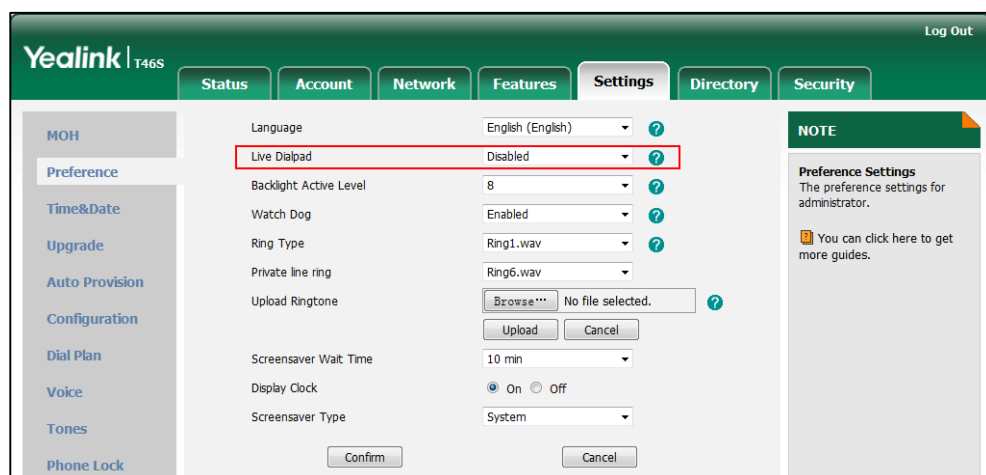 Log Out
Yealink T46S
Status Account Network Features Settings Directory Security
MOH
Preference
Time&Date
Upgrade
Auto Provision
Configuration
Dial Plan
Voice
Tones
Phone Lock
Language English (English) ?
Live Dialpad Disabled ?
Backlight Active Level 8 ?
Watch Dog Enabled ?
Ring Type Ring1.wav ?
Private line ring Ring6.wav
Upload Ringtone Browse··· No file selected. ?
Upload Cancel
Screensaver Wait Time 10 min
Display Clock On Off
Screensaver Type System
Confirm Cancel
NOTE
Preference Settings
The preference settings for
administrator.
? You can click here to get
more guides.